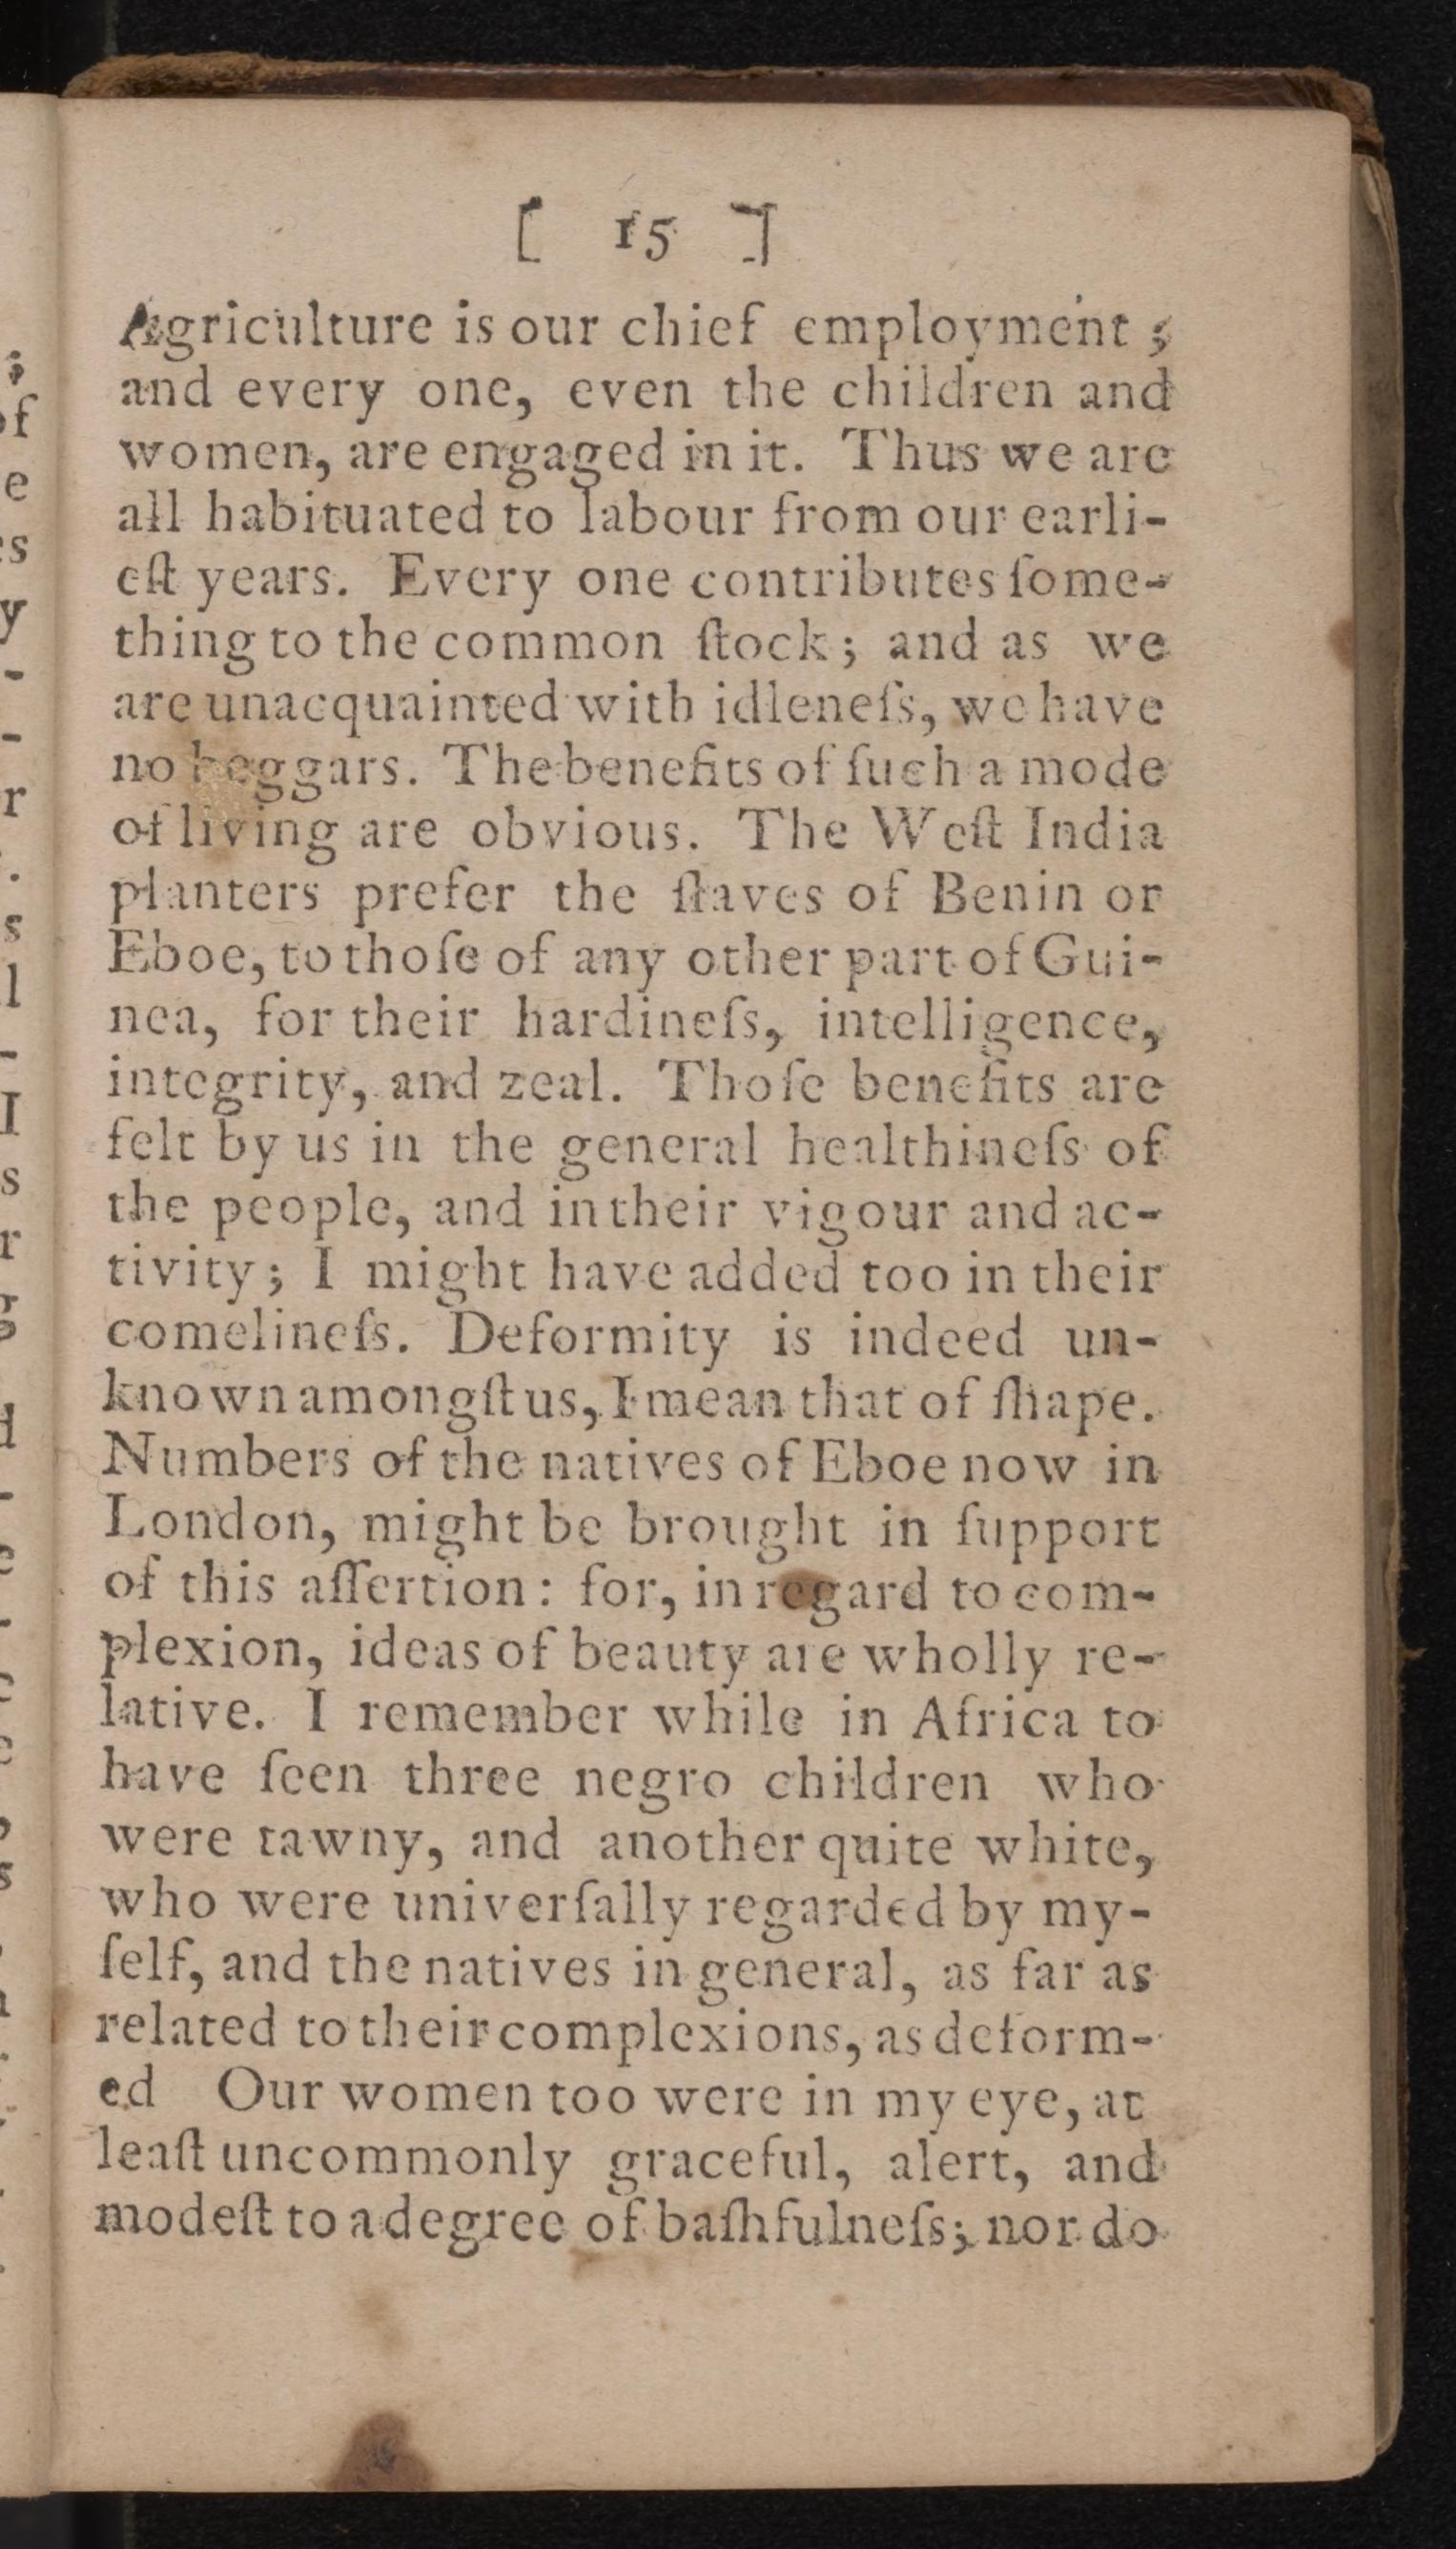 [ 15 ]
Agriculture is our chief employment ;
and every one, even the children and
women, are engaged in it. Thus we are
all habituated to labour from our earli-
eſt years. Every one contributes ſome-
thing to the common ſtock; and as we
are unacquainted with idleneſs, we have
no beggars. The benefits of ſuch a mode
of living are obvious. The Weſt India
planters prefer the ſlaves of Benin or
Eboe, to thoſe of any other part of Gui-
nea, for their hardineſs, intelligence,
integrity, and zeal. Thoſe benefits are
felt by us in the general healthineſs of
the people, and in their vigour and ac-
tivity; I might have added too in their
comelineſs. Deformity is indeed un-
known amongſt us, I mean that of ſhape.
Numbers of the natives of Eboe now in
London, might be brought in ſupport
of this aſſertion: for, in regard to com-
plexion, ideas of beauty are wholly re-
lative. I remember while in Africa to
have ſeen three negro children who
were tawny, and another quite white,
who were univerſally regarded by my-
ſelf, and the natives in general, as far as
related to their complexions, as deform-
ed Our women too were in my eye, at
leaſt uncommonly graceful, alert, and
modeſt to a degree of baſhfulneſs; nor do